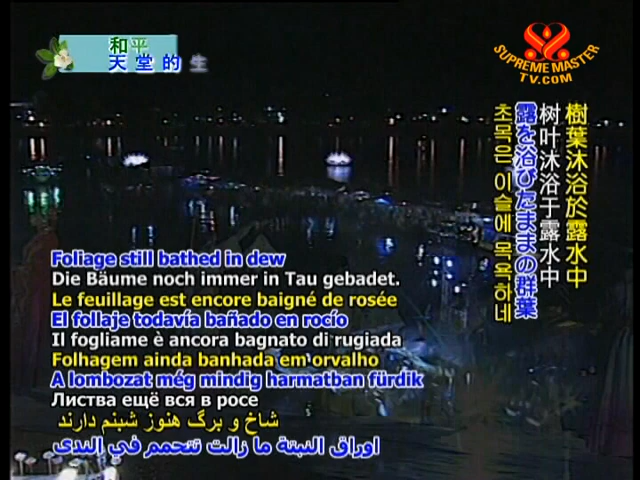 和平
天堂的生
SUPREME MASTER
TV.COM
樹葉沐浴於露水中
树叶沐浴于露水中
露を浴びたままの群葉
초목은 이슬에 목욕하네
Foliage still bathed in dew
Die Bäume noch immer in Tau gebadet.
Le feuillage est encore baigné de rosée
El follaje todavía bañado en rocío
Il fogliame è ancora bagnato di rugiada
Folhagem ainda banhada em orvalho
A lombozat még mindig harmatban fürdik
Листва ещё вся в росе
شاخ و برگ هنوز شبنم دارند
اوراق النبتة ما زالت تتحمم في الندى